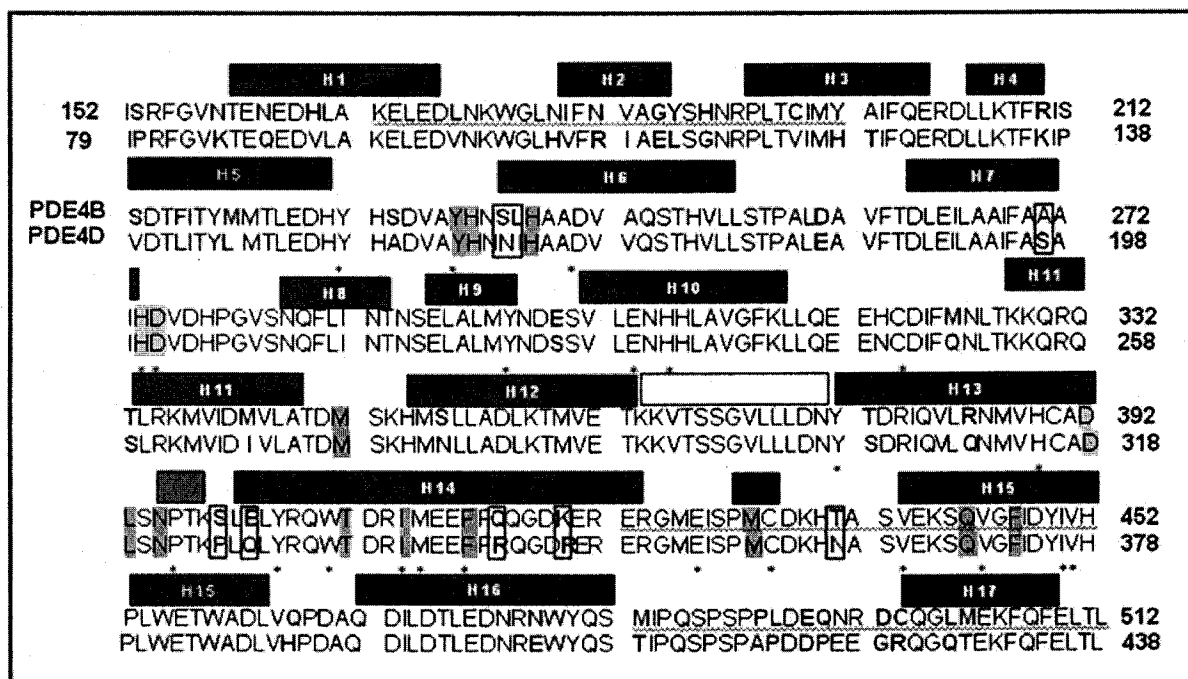 H1 H2 H3 H4
152 ISRFGVNTENEDHLA KELEDLNKWGLNIFN VAGYSHNRPLTCIMY AIFQERDLLKTFRIS 212
79 IPRFGVKTEQEDVLA KELEDVNKWGLHVFR IAELSGNRPLTVIMH TIFQERDLLKTFKIP 138
H5 H6 H7
PDE4B SDTFITYMMTLEDHY HSDVAYHNSLHAADV AQSTHVLLSTPALDA VFTDLEILAAIFAAA 272
PDE4D VDTLITYLMTLEDHY HADVAYHNNIHAADV VQSTHVLLSTPALEA VFTDLEILAAIFASA 198
* * *
H8 H9 H10 H11
IHDVDHPGVSNQFLI NTNSELALMYNDESV LENHHLAVGFKLLQE EHCDIFMNLTKKQRQ 332
IHDVDHPGVSNQFLI NTNSELALMYNDSSV LENHHLAVGFKLLQE ENCDIFQNLTKKQRQ 258
* * * * * *
H11 H12 H13
TLRKMVIDMVLATDM SKHMSLLADLKTMVE TKKVTSSGVLLLDNY TDRIQVLRNMVHCAD 392
SLRKMVIDIVLATDM SKHMNLLADLKTMVE TKKVTSSGVLLLDNY SDRIQVLQNMVHCAD 318
* *
H14 H15
LSNPTKSLELYRQWT DRIMEEFFQQGDKER ERGMEISPMCDKHTA SVEKSQVGFIDYIVH 452
LSNPTKPLQLYRQWT DRIMEEFFRQGDPER ERGMEISPMCDKHNA SVEKSQVGFIDYIVH 378
* * * * * * * * * * * *
H15 H16 H17
PLWETWADLVQPDAQ DILDTLEDNRNWYQS MIPQSPSPPLDEQNR DCQGLMEKFQFELTL 512
PLWETWADLVHPDAQ DILDTLEDNREWYQS TIPQSPSPAPDDPEE GRQGQTEKFQFELTL 438